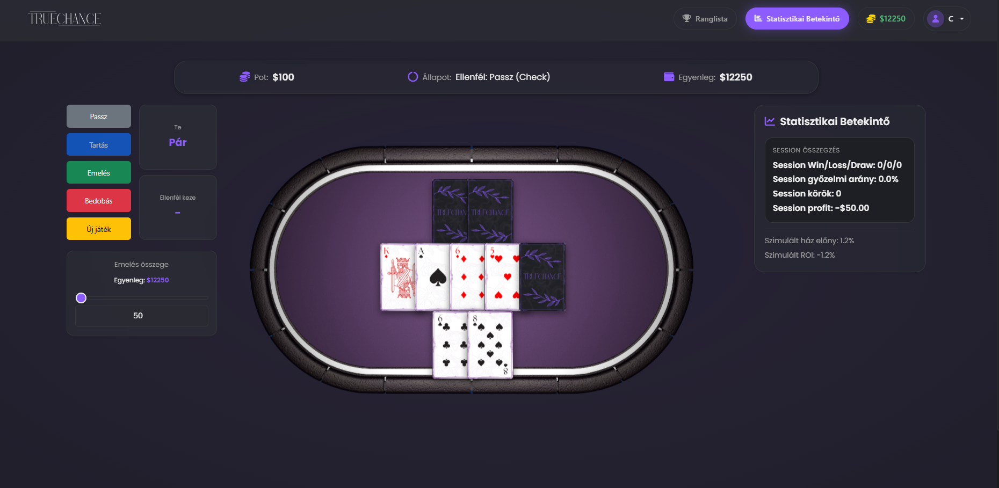 TRUECHANCE
Ranglista
Statisztikai Betekintő
$12250
C
Pot: $100
Állapot: Ellenfél: Passz (Check)
Egyenleg: $12250
Passz
Tartás
Emelés
Bedobás
Új játék
Te
Pár
Ellenfél keze
-
Emelés összege
Egyenleg: $12250
50
TRUECHAN
TRUECHANCE
K
A
6
5
TRUECHANCE
6
8
8
Statisztikai Betekintő
SESSION ÖSSZEGZÉS
Session Win/Loss/Draw: 0/0/0
Session győzelmi arány: 0.0%
Session körök: 0
Session profit: -$50.00
Szimulált ház előny: 1.2%
Szimulált ROI: -1.2%